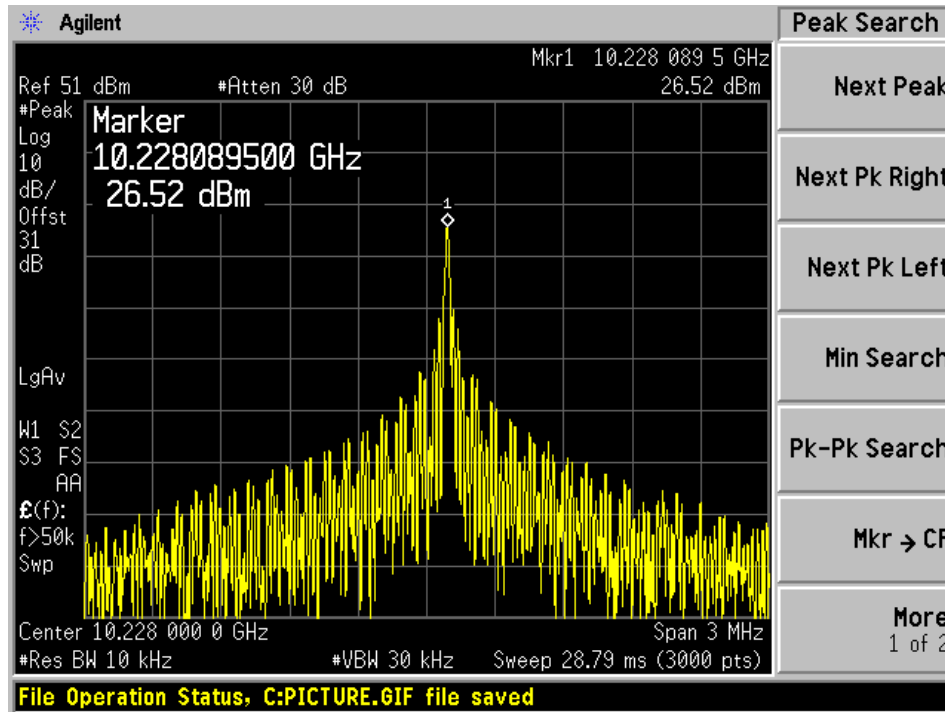 Agilent
Peak Search
Mkr1 10.228 089 5 GHz
Ref 51 dBm #Atten 30 dB 26.52 dBm
#Peak
Log
10
dB/
Offst
31
dB
LgAv
W1 S2
S3 FS
AA
£(f):
f>50k
Swp
Marker
10.228089500 GHz
26.52 dBm
1
Center 10.228 000 0 GHz Span 3 MHz
#Res BW 10 kHz #VBW 30 kHz Sweep 28.79 ms (3000 pts)
File Operation Status, C:PICTURE.GIF file saved
Next Peak
Next Pk Right
Next Pk Left
Min Search
Pk-Pk Search
Mkr → CF
More
1 of 2